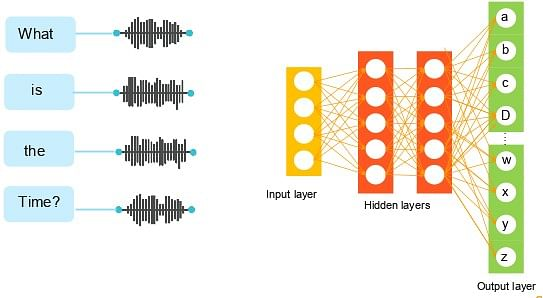 What
is
the
Time?
Input layer
Hidden layers
a
b
c
D
w
x
y
z
Output layer